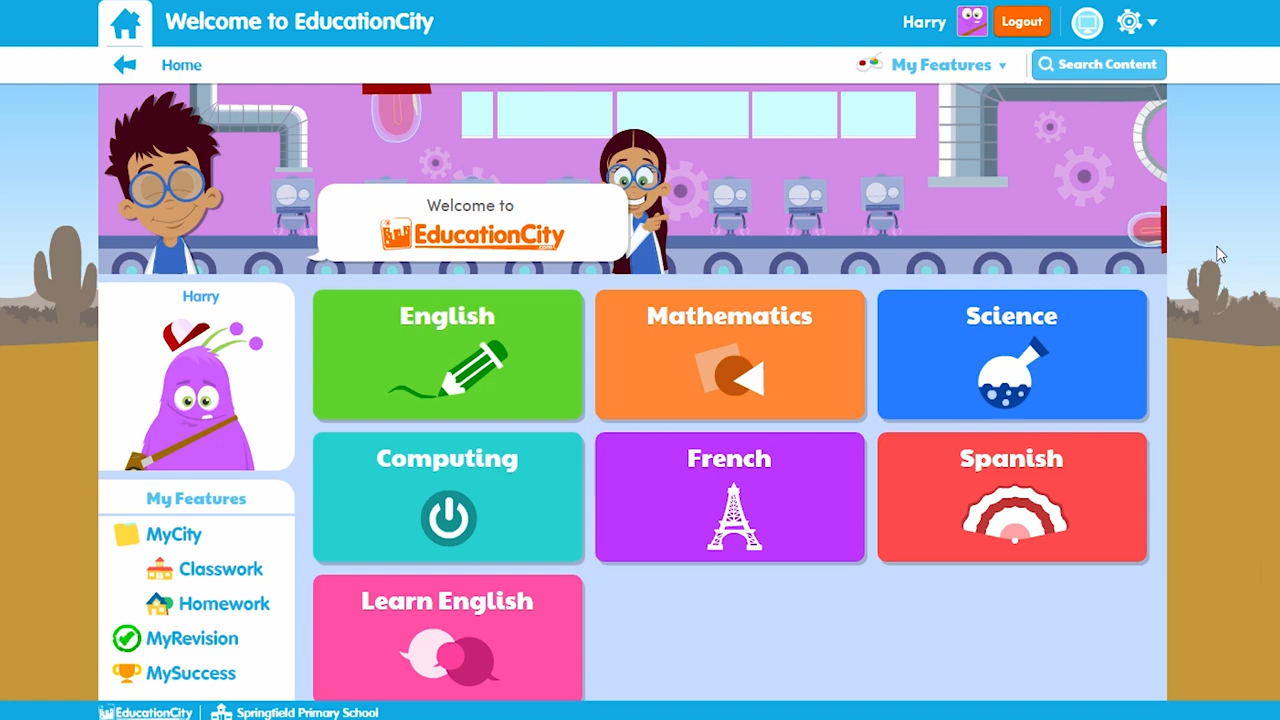 Welcome to EducationCity
Harry
Logout
Home
My Features
Search Content
Welcome to
EducationCity
.com
Harry
English
Mathematics
Science
Computing
French
Spanish
Learn English
My Features
MyCity
Classwork
Homework
MyRevision
MySuccess
EducationCity
Springfield Primary School